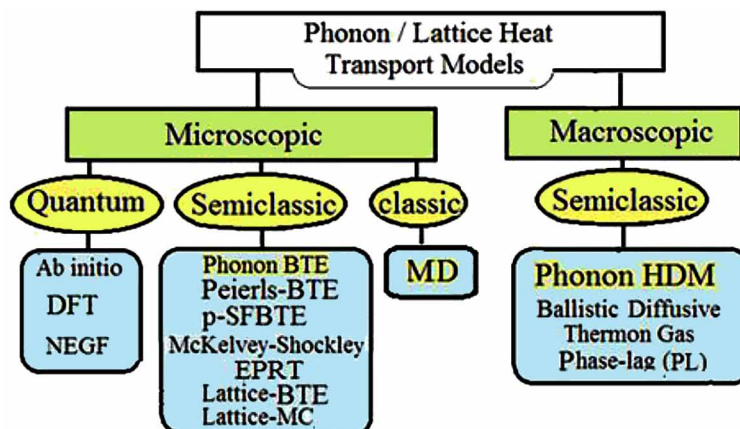 Phonon / Lattice Heat
Transport Models
Microscopic
Macroscopic
Quantum
Semiclassic
classic
Semiclassic
Ab initio
DFT
NEGF
Phonon BTE
Peierls-BTE
p-SFBTE
McKelvey-Shockley
EPRT
Lattice-BTE
Lattice-MC
MD
Phonon HDM
Ballistic Diffusive
Thermon Gas
Phase-lag (PL)